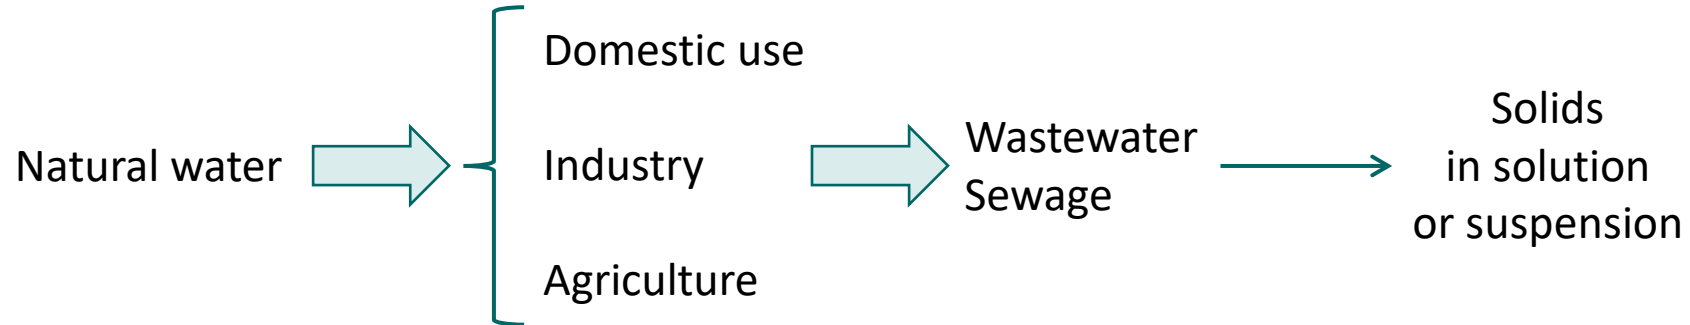 Natural water
Domestic use
Industry
Agriculture
Wastewater
Sewage
Solids
in solution
or suspension